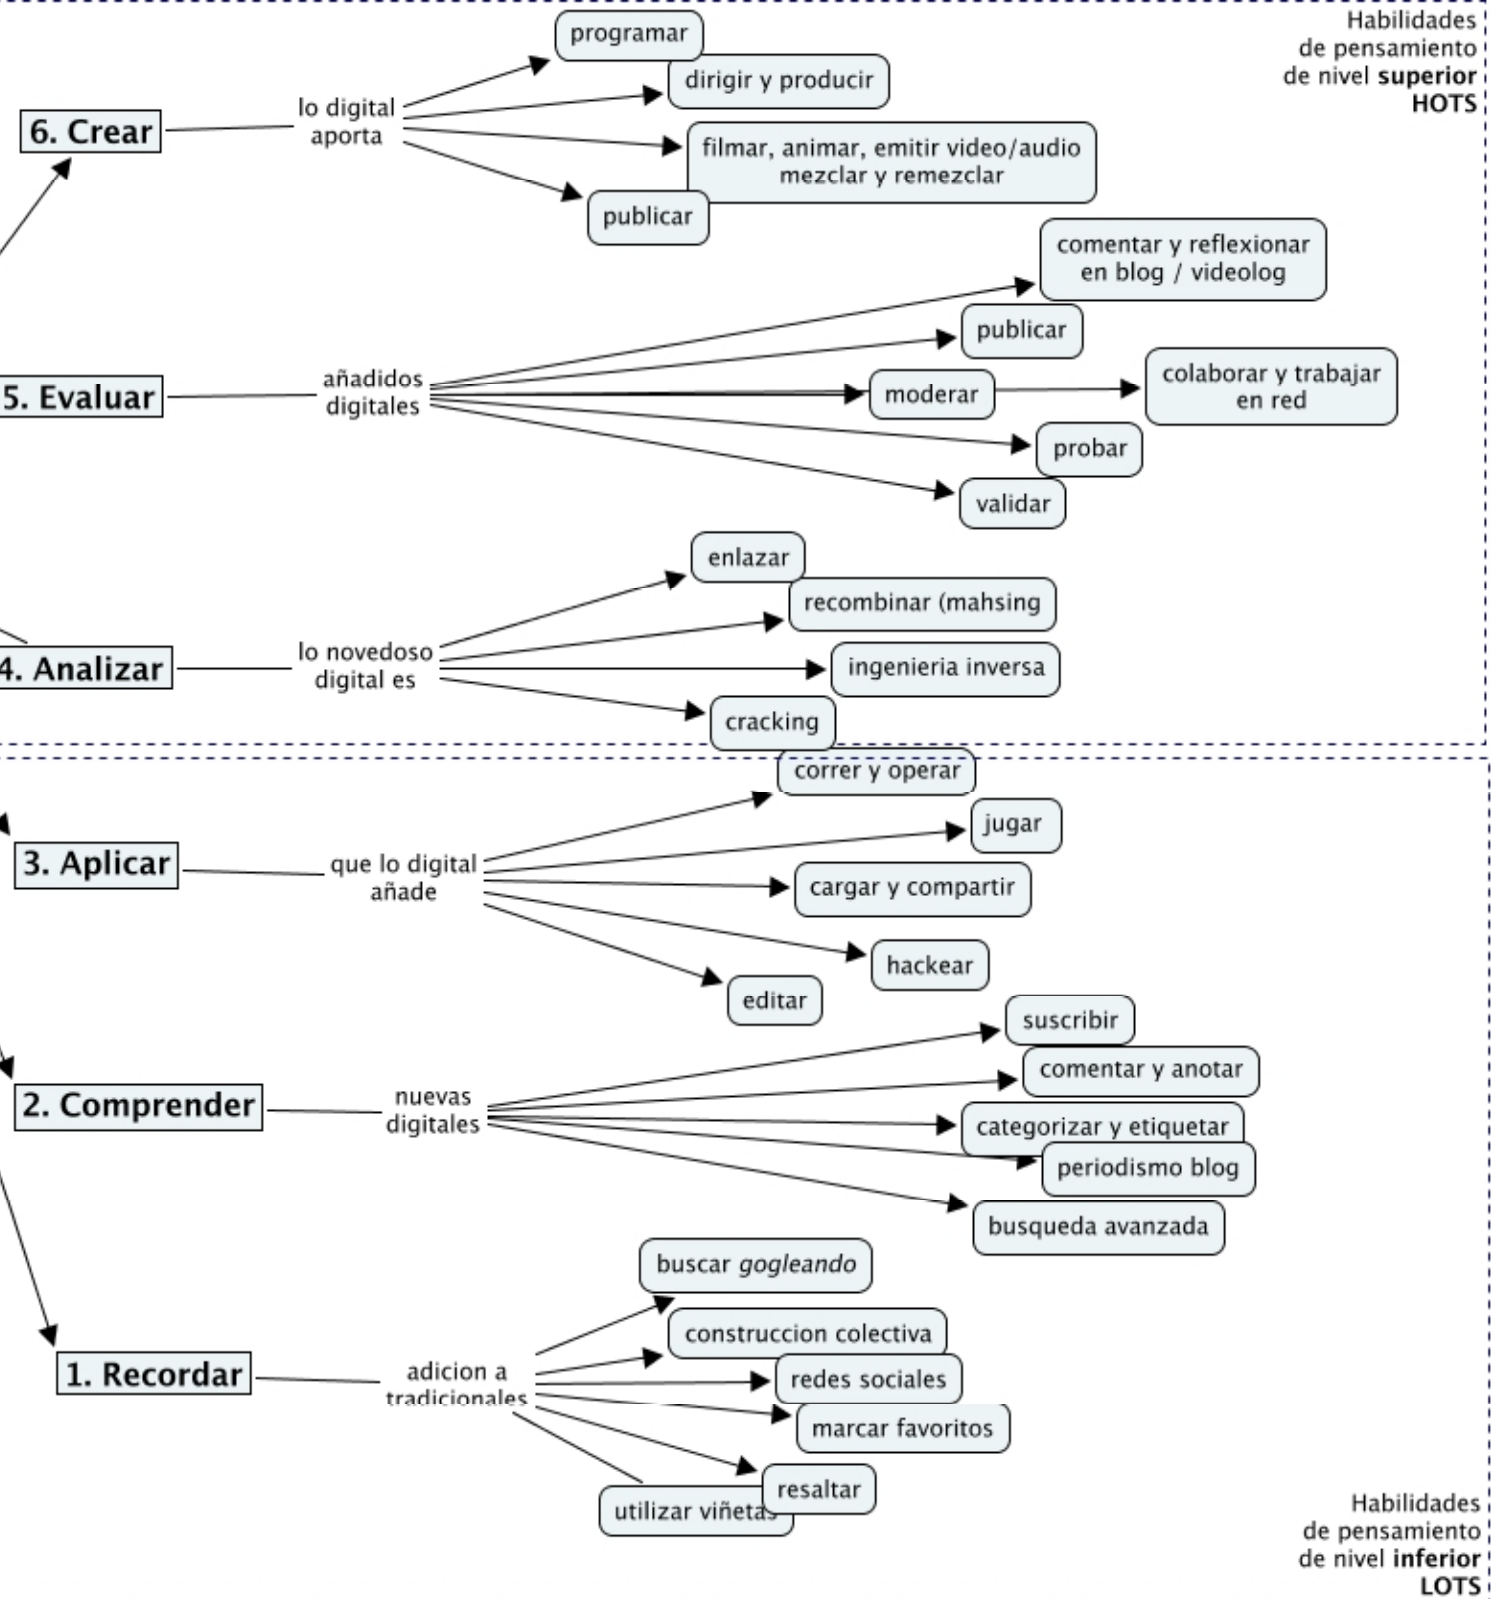 Habilidades
de pensamiento
de nivel superior
HOTS
6. Crear
lo digital
aporta
programar
dirigir y producir
filmar, animar, emitir video/audio
mezclar y remezclar
publicar
5. Evaluar
añadidos
digitales
comentar y reflexionar
en blog / videolog
publicar
moderar
colaborar y trabajar
en red
probar
validar
4. Analizar
lo novedoso
digital es
enlazar
recombinar (mahsing
ingenieria inversa
cracking
3. Aplicar
que lo digital
añade
correr y operar
jugar
cargar y compartir
hackear
editar
2. Comprender
nuevas
digitales
suscribir
comentar y anotar
categorizar y etiquetar
periodismo blog
busqueda avanzada
1. Recordar
adicion a
tradicionales
buscar gogleando
construccion colectiva
redes sociales
marcar favoritos
resaltar
utilizar viñetas
Habilidades
de pensamiento
de nivel inferior
LOTS